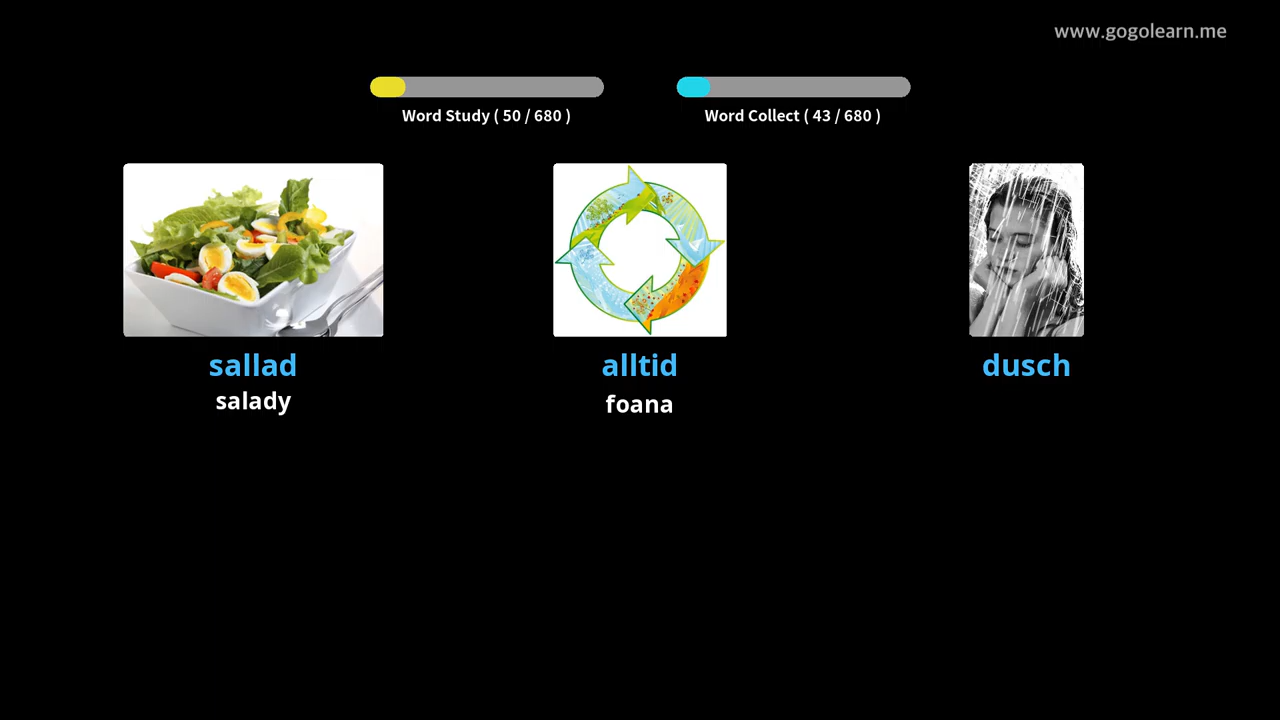 www.gogolearn.me
Word Study ( 50 / 680 )
Word Collect ( 43 / 680 )
sallad
salady
alltid
foana
dusch